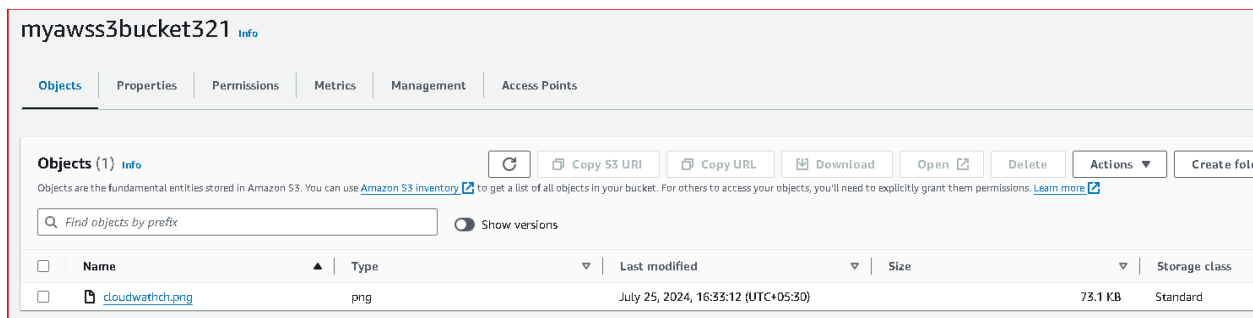 myawss3bucket321 Info
Objects Properties Permissions Metrics Management Access Points
Objects (1) Info
Copy S3 URI Copy URL Download Open Delete Actions Create fol
Objects are the fundamental entities stored in Amazon S3. You can use Amazon S3 inventory to get a list of all objects in your bucket. For others to access your objects, you'll need to explicitly grant them permissions. Learn more
Find objects by prefix Show versions
Name Type Last modified Size Storage class
cloudwathch.png png July 25, 2024, 16:33:12 (UTC+05:30) 73.1 KB Standard